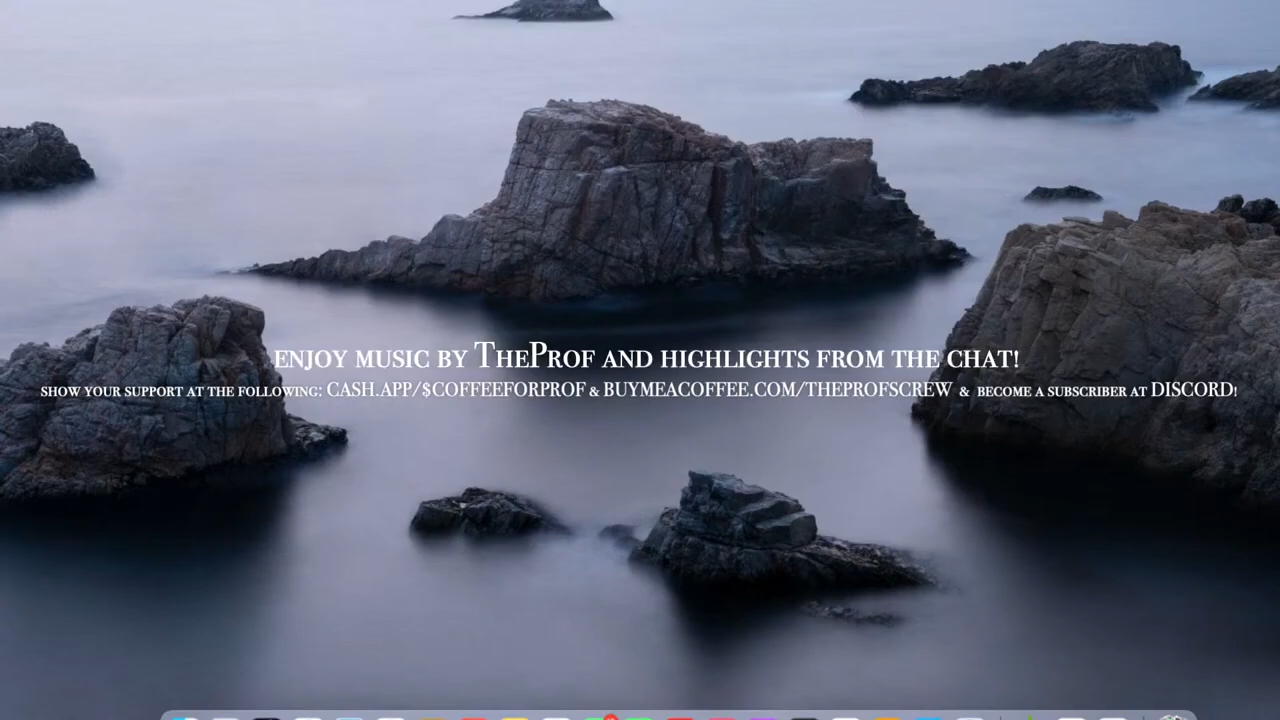 ENJOY MUSIC BY TheProf AND HIGHLIGHTS FROM THE CHAT!
SHOW YOUR SUPPORT AT THE FOLLOWING: CASH.APP/$COFFEEFORPROF & BUYMEACOFFEE.COM/THEPROFSCREW & BECOME A SUBSCRIBER AT DISCORD!